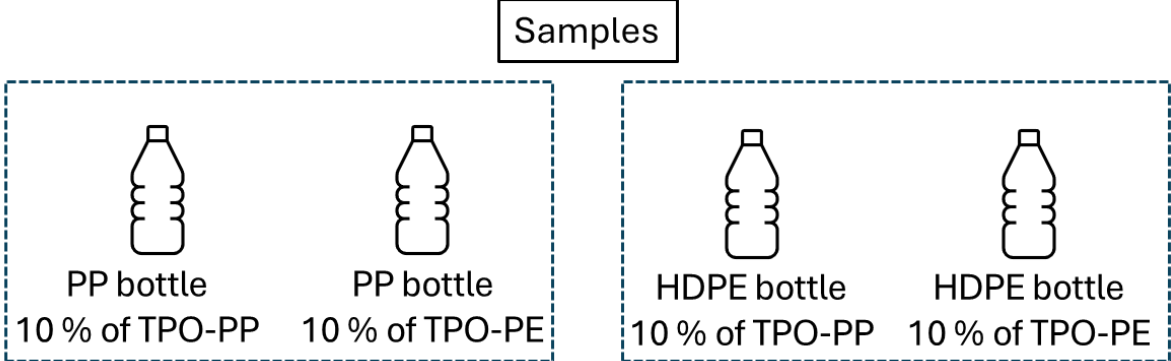 Samples
PP bottle
10 % of TPO-PP
PP bottle
10 % of TPO-PE
HDPE bottle
10 % of TPO-PP
HDPE bottle
10 % of TPO-PE